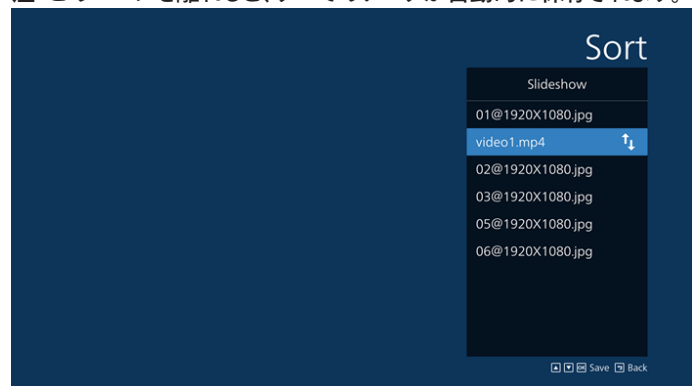 Sort
Slideshow
01@1920X1080.jpg
video1.mp4
02@1920X1080.jpg
03@1920X1080.jpg
05@1920X1080.jpg
06@1920X1080.jpg
OK Save Back